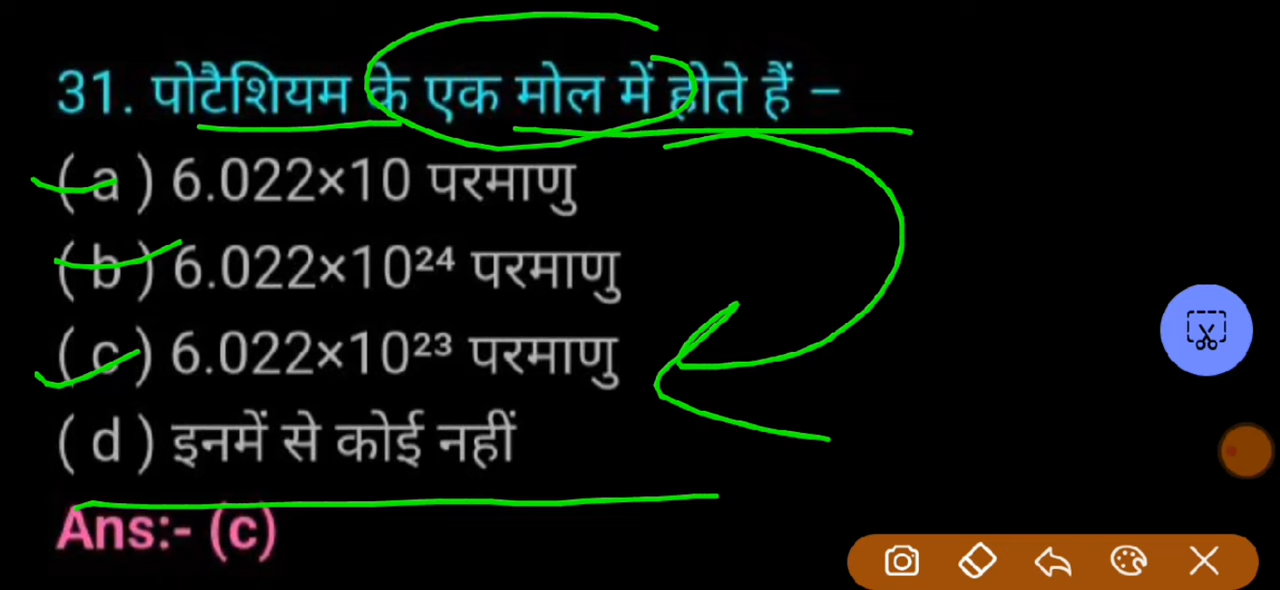 31. पोटैशियम के एक मोल में होते हैं –
( a ) 6.022×10 परमाणु
( b ) 6.022×10²⁴ परमाणु
( c ) 6.022×10²³ परमाणु
( d ) इनमें से कोई नहीं
Ans:- (c)